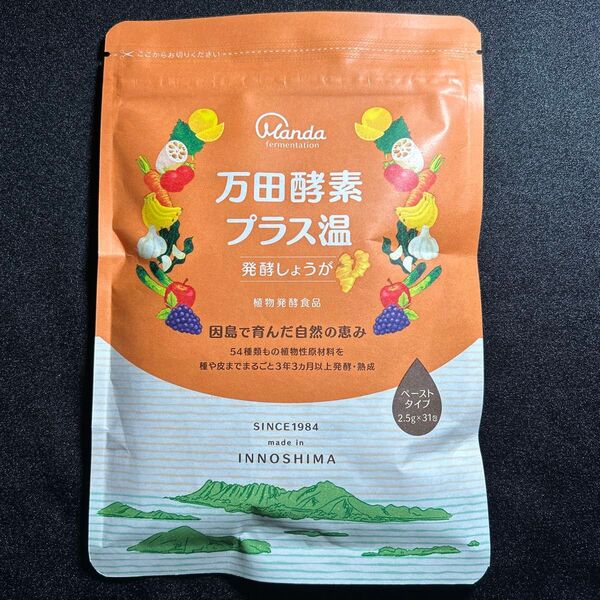 ここからお切りください
Manda
fermentation
万田酵素
プラス温
発酵しょうが
植物発酵食品
因島で育んだ自然の恵み
54種類もの植物性原材料を
種や皮までまるごと3年3ヵ月以上発酵・熟成
ペースト
タイプ
2.5g×31包
SINCE1984
made in
INNOSHIMA